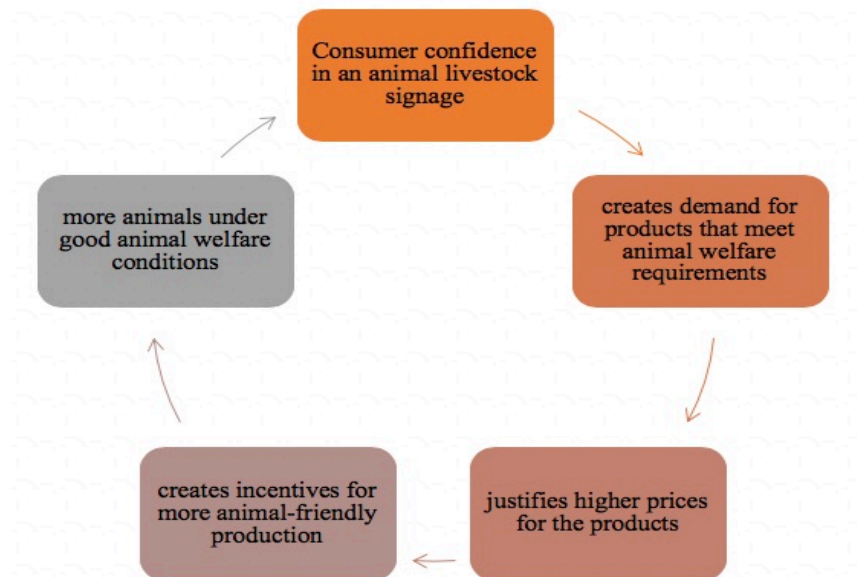 Consumer confidence
in an animal livestock
signage
creates demand for
products that meet
animal welfare
requirements
justifies higher prices
for the products
creates incentives for
more animal-friendly
production
more animals under
good animal welfare
conditions